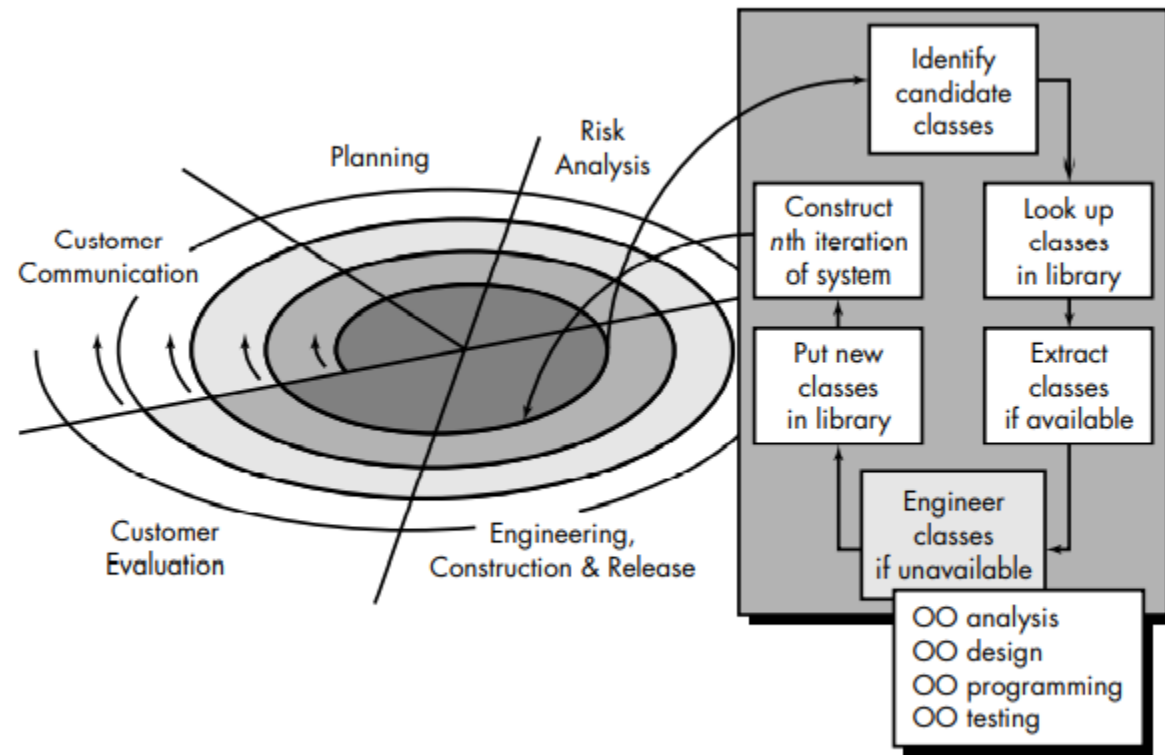 Planning
Risk
Analysis
Customer
Communication
Customer
Evaluation
Engineering,
Construction & Release
Identify
candidate
classes
Look up
classes
in library
Extract
classes
if available
Engineer
classes
if unavailable
Put new
classes
in library
Construct
nth iteration
of system
OO analysis
OO design
OO programming
OO testing